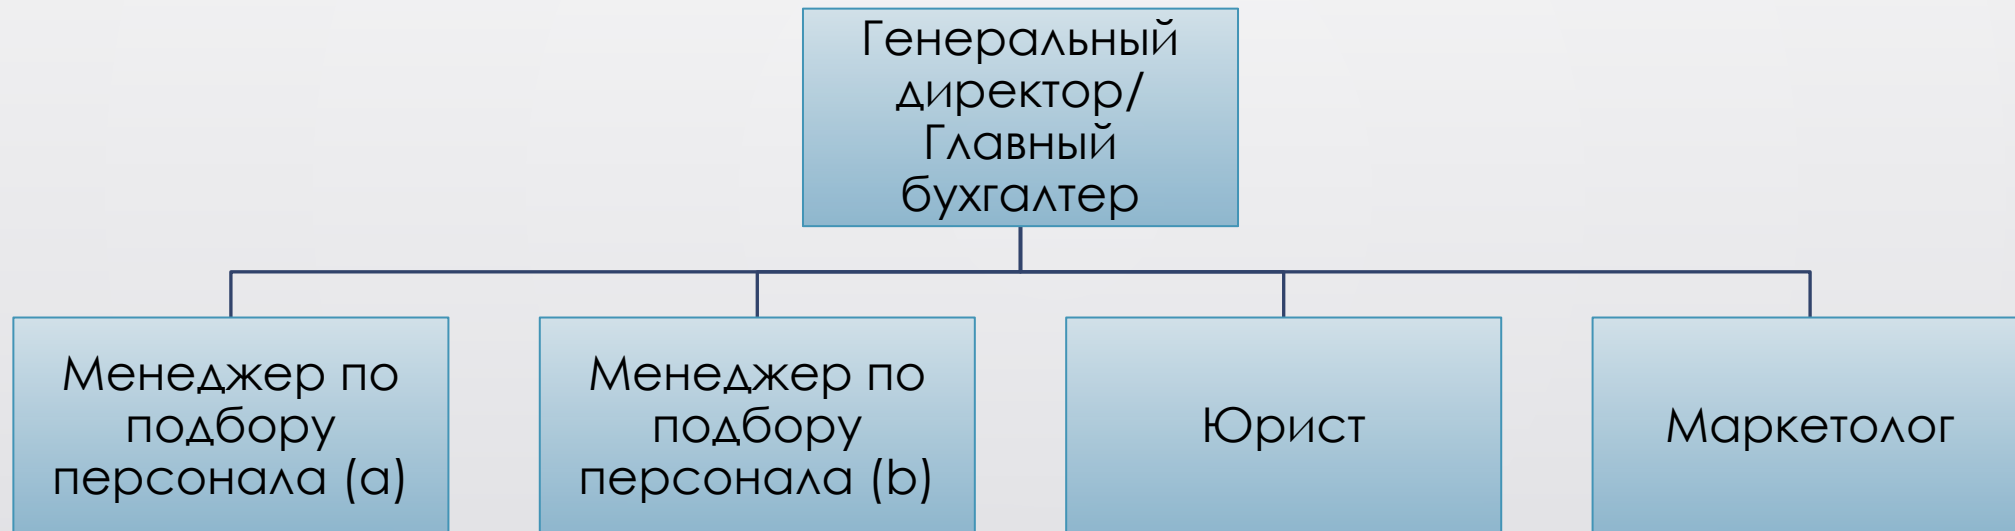 Генеральный
директор/
Главный
бухгалтер
Менеджер по
подбору
персонала (a)
Менеджер по
подбору
персонала (b)
Юрист
Маркетолог